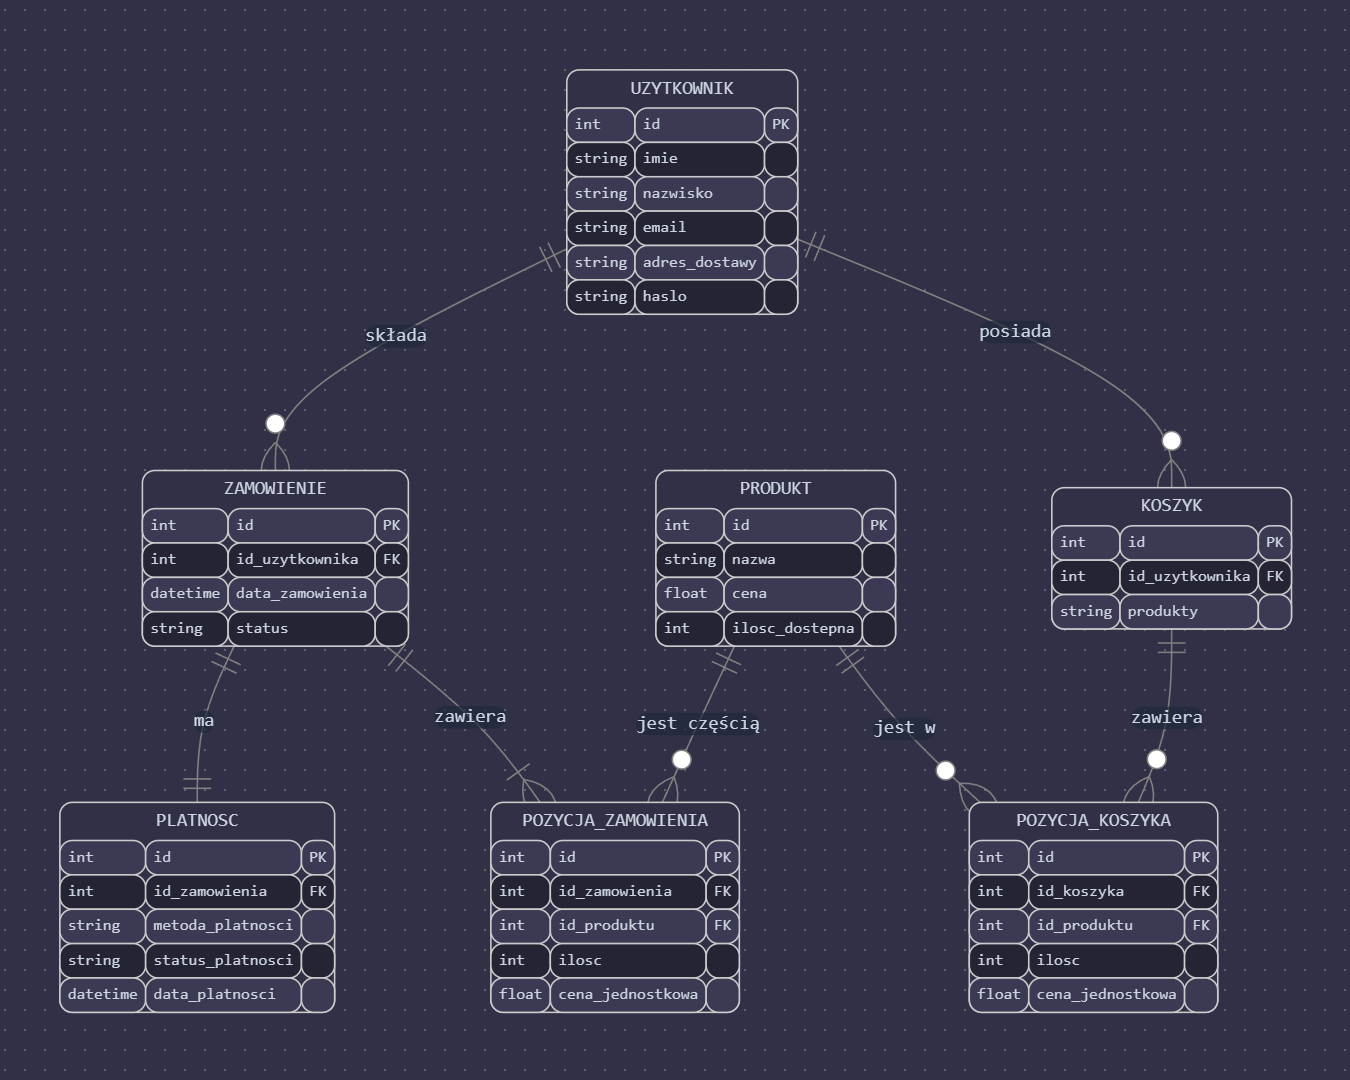 UZYTKOWNIK
int id PK
string imie
string nazwisko
string email
string adres_dostawy
string haslo
składa
posiada
ZAMOWIENIE
int id PK
int id_uzytkownika FK
datetime data_zamowienia
string status
PRODUKT
int id PK
string nazwa
float cena
int ilosc_dostepna
KOSZYK
int id PK
int id_uzytkownika FK
string produkty
ma
zawiera
jest częścią
jest w
zawiera
PLATNOSC
int id PK
int id_zamowienia FK
string metoda_platnosci
string status_platnosci
datetime data_platnosci
POZYCJA_ZAMOWIENIA
int id PK
int id_zamowienia FK
int id_produktu FK
int ilosc
float cena_jednostkowa
POZYCJA_KOSZYKA
int id PK
int id_koszyka FK
int id_produktu FK
int ilosc
float cena_jednostkowa